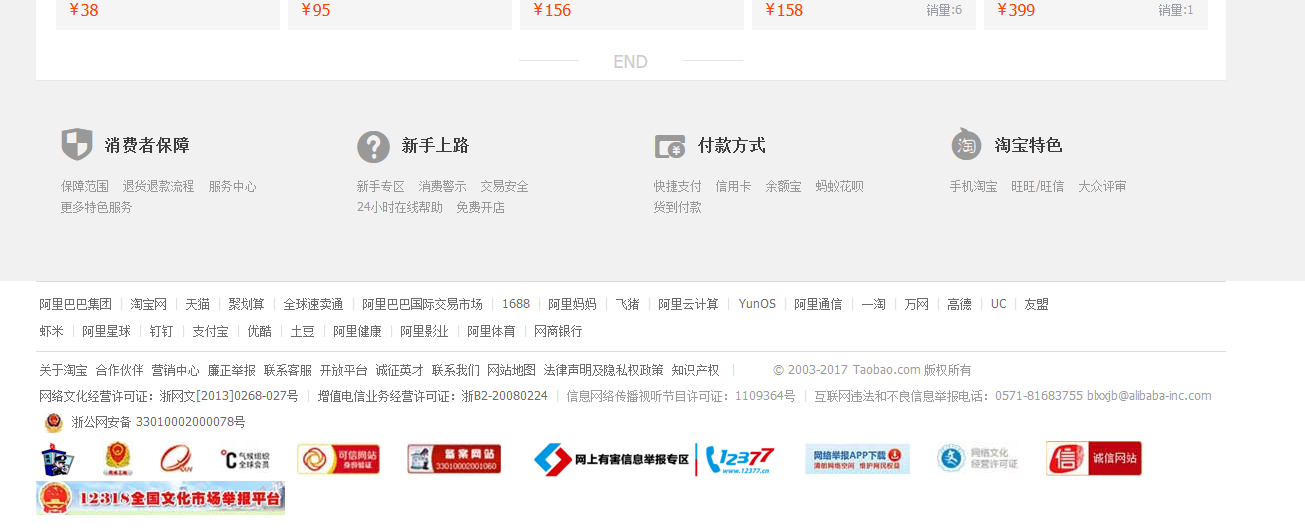 ¥38 ¥95 ¥156 ¥158 销量:6 ¥399 销量:1
END
消费者保障 新手上路 付款方式 淘 淘宝特色
保障范围 退货退款流程 服务中心 新手专区 消费警示 交易安全 快捷支付 信用卡 余额宝 蚂蚁花呗 手机淘宝 旺旺/旺信 大众评审
更多特色服务 24小时在线帮助 免费开店 货到付款
阿里巴巴集团 | 淘宝网 | 天猫 | 聚划算 | 全球速卖通 | 阿里巴巴国际交易市场 | 1688 | 阿里妈妈 | 飞猪 | 阿里云计算 | YunOS | 阿里通信 | 一淘 | 万网 | 高德 | UC | 友盟
虾米 | 阿里星球 | 钉钉 | 支付宝 | 优酷 | 土豆 | 阿里健康 | 阿里影业 | 阿里体育 | 网商银行
关于淘宝 合作伙伴 营销中心 廉正举报 联系客服 开放平台 诚征英才 联系我们 网站地图 法律声明及隐私权政策 知识产权 | © 2003-2017 Taobao.com 版权所有
网络文化经营许可证：浙网文[2013]0268-027号 | 增值电信业务经营许可证：浙B2-20080224 | 信息网络传播视听节目许可证：1109364号 | 互联网违法和不良信息举报电话：0571-81683755 blxxjb@alibaba-inc.com
浙公网安备 33010002000078号
气候组织 全球会员 可信网站 身份验证 备案网站 33010002001060 网上有害信息举报专区 12377 www.12377.cn 网络举报APP下载 清朗网络空间 维护网民权益 网络文化 经营许可证 诚信网站
12318全国文化市场举报平台